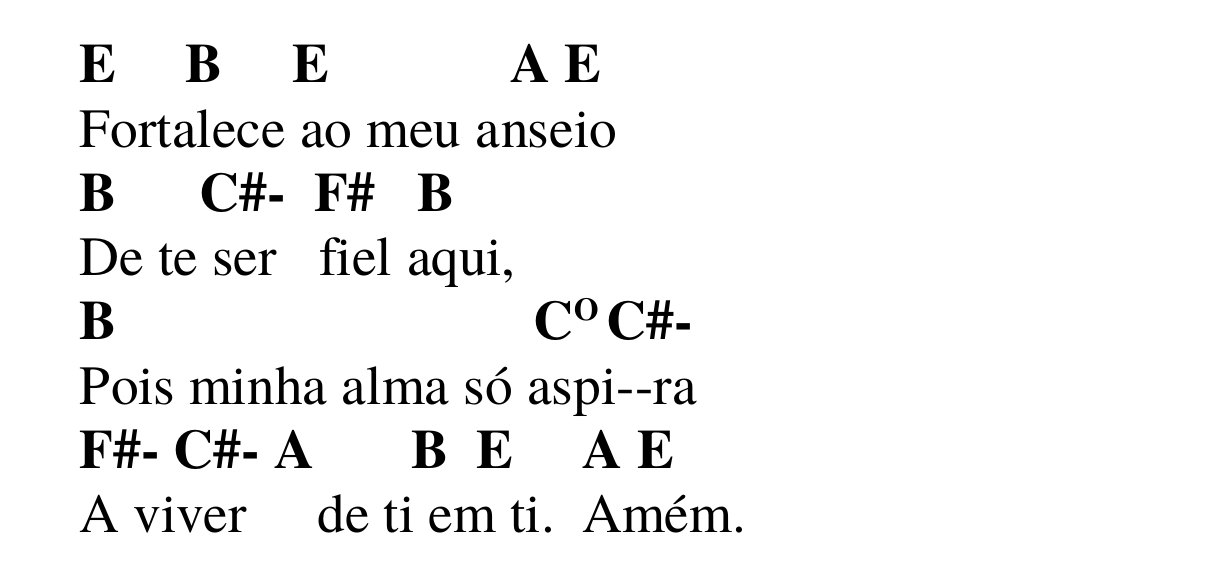 E B E A E
Fortalece ao meu anseio
B C#- F# B
De te ser fiel aqui,
B Cº C#-
Pois minha alma só aspi--ra
F#- C#- A B E A E
A viver de ti em ti. Amém.